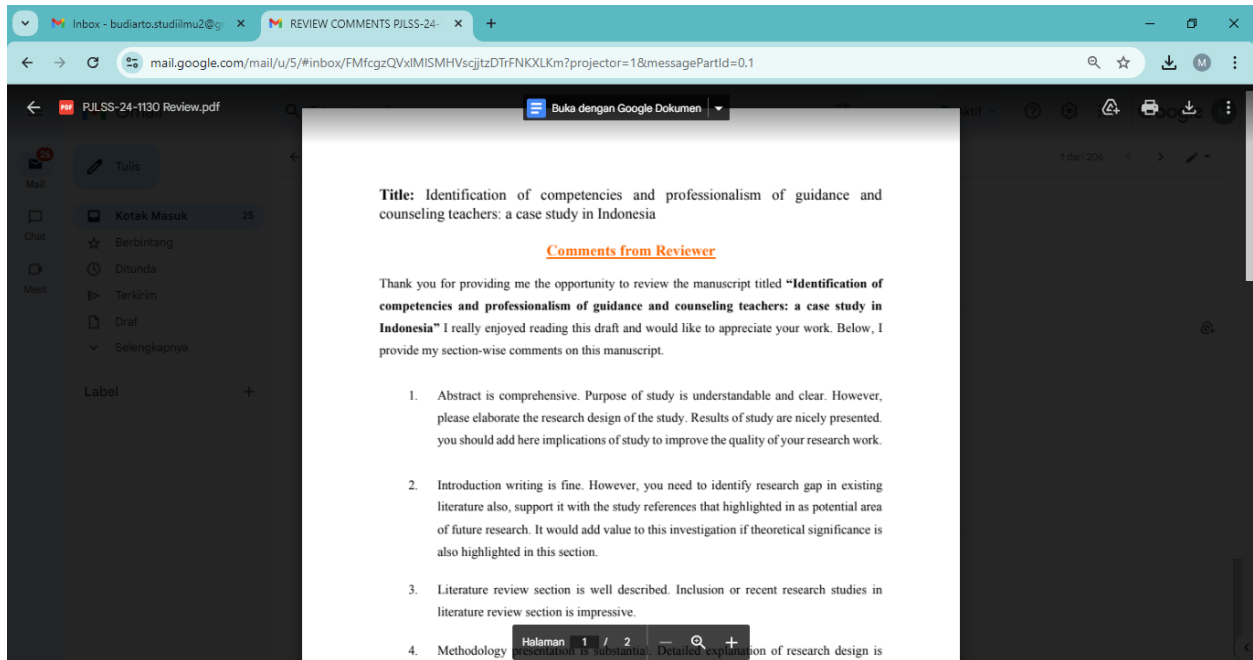 Inbox - budiarto.studiilmu2@g
REVIEW COMMENTS PJLSS-24-
mail.google.com/mail/u/5/#inbox/FMfcgzQVxlMlSMHVscjjtzDTrFNKXLKm?projector=1&messagePartId=0.1
M
PDF
PJLSS-24-1130 Review.pdf
Buka dengan Google Dokumen
25
Mail
Chat
Meet
Tulis
Kotak Masuk 25
Berbintang
Ditunda
Terkirim
Draf
Selengkapnya
Label
1 dari 206
Title: Identification of competencies and professionalism of guidance and
counseling teachers: a case study in Indonesia
Comments from Reviewer
Thank you for providing me the opportunity to review the manuscript titled “Identification of
competencies and professionalism of guidance and counseling teachers: a case study in
Indonesia” I really enjoyed reading this draft and would like to appreciate your work. Below, I
provide my section-wise comments on this manuscript.
1. Abstract is comprehensive. Purpose of study is understandable and clear. However,
please elaborate the research design of the study. Results of study are nicely presented.
you should add here implications of study to improve the quality of your research work.
2. Introduction writing is fine. However, you need to identify research gap in existing
literature also, support it with the study references that highlighted in as potential area
of future research. It would add value to this investigation if theoretical significance is
also highlighted in this section.
3. Literature review section is well described. Inclusion or recent research studies in
literature review section is impressive.
4. Methodology presentation is substantial. Detailed explanation of research design is
Halaman 1 / 2